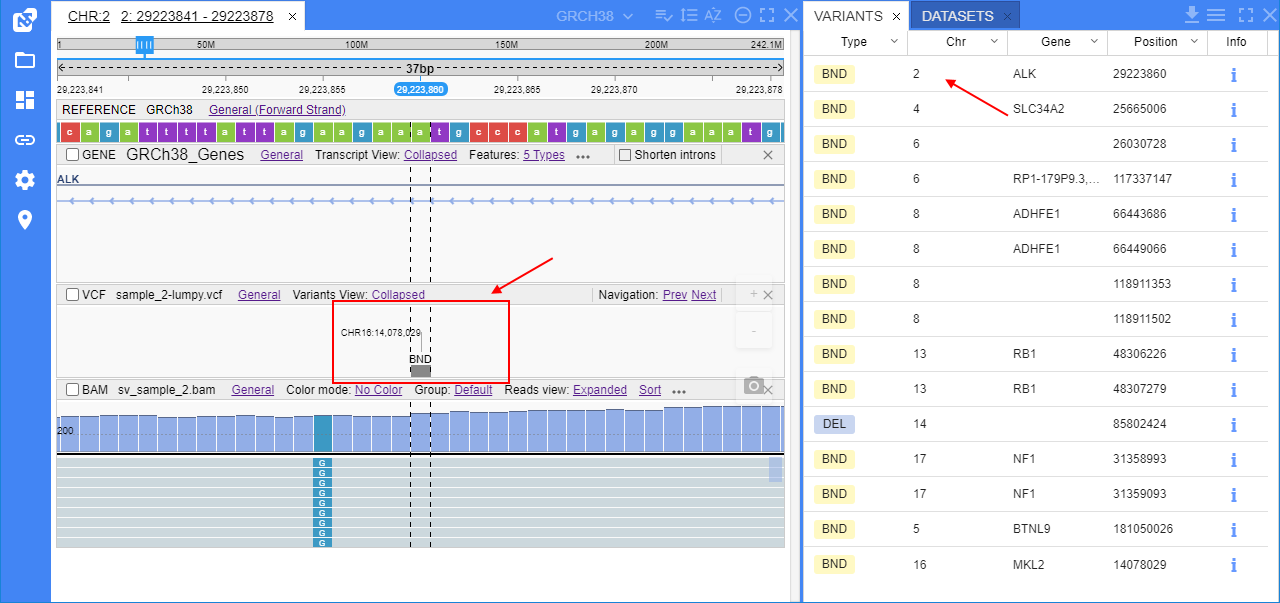 CHR:2 2: 29223841 - 29223878
GRCH38
1 50M 100M 150M 200M 242.1M
37bp
29,223,841 29,223,850 29,223,855 29,223,860 29,223,865 29,223,870 29,223,878
REFERENCE GRCh38 General (Forward Strand)
c a g a t t t t a t t a g a a g a a a t g c c c a t g a g a g g a a a t g
GENE GRCh38_Genes General Transcript View: Collapsed Features: 5 Types ••• Shorten introns
ALK
VCF sample_2-lumpy.vcf General Variants View: Collapsed Navigation: Prev Next
CHR16:14,078,029
BND
BAM sv_sample_2.bam General Color mode: No Color Group: Default Reads view: Expanded Sort •••
200
G
G
G
G
G
G
G
G
G
VARIANTS DATASETS
Type Chr Gene Position Info
BND 2 ALK 29223860
BND 4 SLC34A2 25665006
BND 6 26030728
BND 6 RP1-179P9.3,... 117337147
BND 8 ADHFE1 66443686
BND 8 ADHFE1 66449066
BND 8 118911353
BND 8 118911502
BND 13 RB1 48306226
BND 13 RB1 48307279
DEL 14 85802424
BND 17 NF1 31358993
BND 17 NF1 31359093
BND 5 BTNL9 181050026
BND 16 MKL2 14078029